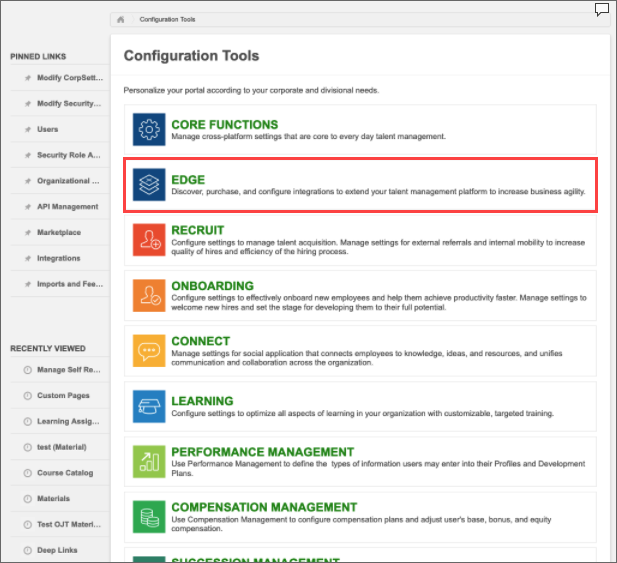 Configuration Tools
PINNED LINKS
Modify CorpSett...
Modify Security...
Users
Security Role A...
Organizational ...
API Management
Marketplace
Integrations
Imports and Fee...
RECENTLY VIEWED
Manage Self Re...
Custom Pages
Learning Assig...
test (Material)
Course Catalog
Materials
Test OJT Materi...
Deep Links
Configuration Tools
Personalize your portal according to your corporate and divisional needs.
CORE FUNCTIONS
Manage cross-platform settings that are core to every day talent management.
EDGE
Discover, purchase, and configure integrations to extend your talent management platform to increase business agility.
RECRUIT
Configure settings to manage talent acquisition. Manage settings for external referrals and internal mobility to increase
quality of hires and efficiency of the hiring process.
ONBOARDING
Configure settings to effectively onboard new employees and help them achieve productivity faster. Manage settings to
welcome new hires and set the stage for developing them to their full potential.
CONNECT
Manage settings for social application that connects employees to knowledge, ideas, and resources, and unifies
communication and collaboration across the organization.
LEARNING
Configure settings to optimize all aspects of learning in your organization with customizable, targeted training.
PERFORMANCE MANAGEMENT
Use Performance Management to define the types of information users may enter into their Profiles and Development
Plans.
COMPENSATION MANAGEMENT
Use Compensation Management to configure compensation plans and adjust user's base, bonus, and equity
compensation.
SUCCESSION MANAGEMENT